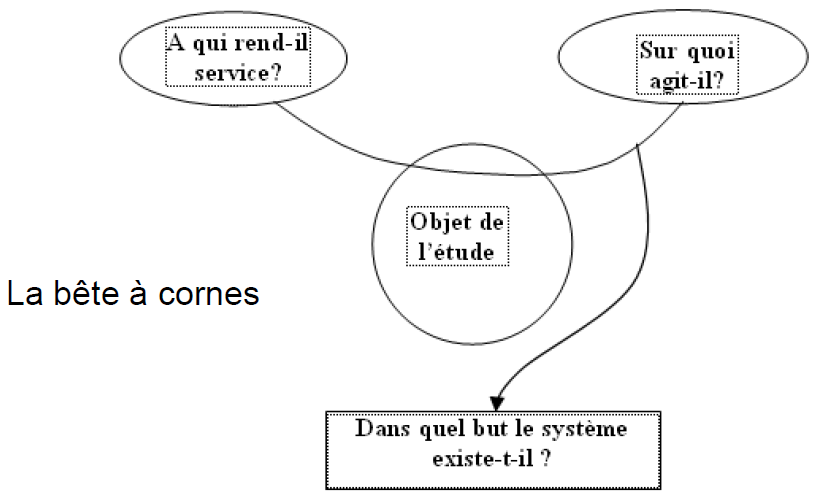 A qui rend-il
service?
Sur quoi
agit-il?
Objet de
l'étude
La bête à cornes
Dans quel but le système
existe-t-il ?